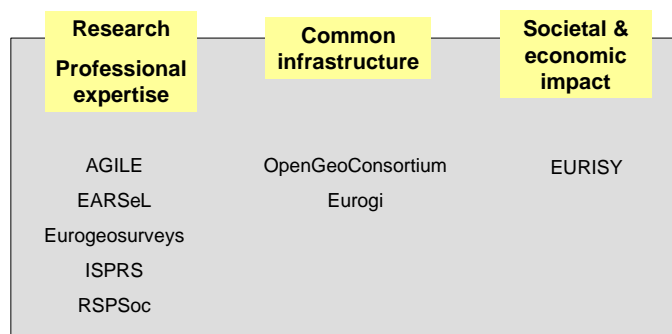 Research
Professional
expertise
Common
infrastructure
Societal &
economic
impact
AGILE
EARSeL
Eurogeosurveys
ISPRS
RSPSoc
OpenGeoConsortium
Eurogi
EURISY